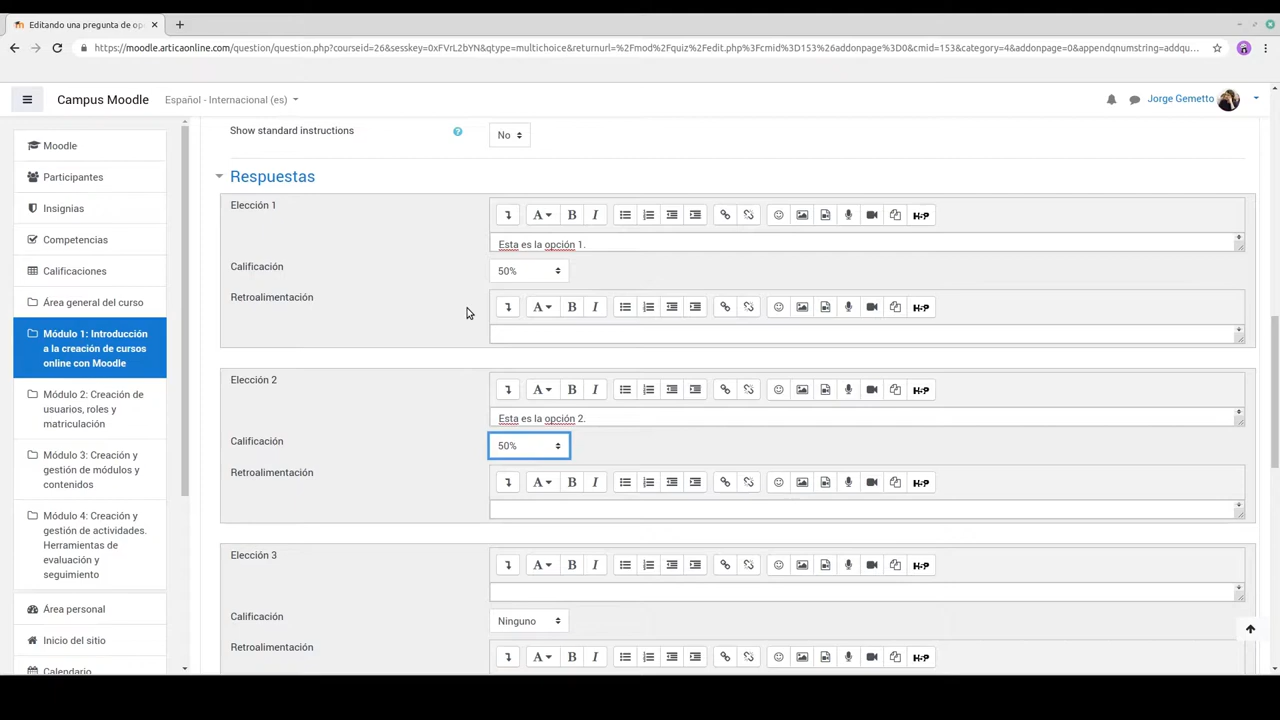 Editando una pregunta de op
https://moodle.articaonline.com/question/question.php?courseid=26&sesskey=0xFVrL2bYN&qtype=multichoice&returnurl=%2Fmod%2Fquiz%2Fedit.php%3Fcmid%3D153%26addonpage%3D0&cmid=153&category=4&addonpage=0&appendqnumstring=addqu...
Campus Moodle
Español - Internacional (es)
Jorge Gemetto
Moodle
Participantes
Insignias
Competencias
Calificaciones
Área general del curso
Módulo 1: Introducción
a la creación de cursos
online con Moodle
Módulo 2: Creación de
usuarios, roles y
matriculación
Módulo 3: Creación y
gestión de módulos y
contenidos
Módulo 4: Creación y
gestión de actividades.
Herramientas de
evaluación y
seguimiento
Área personal
Inicio del sitio
Calendario
Show standard instructions
No
Respuestas
Elección 1
A B I H-P
Esta es la opción 1.
Calificación
50%
Retroalimentación
A B I H-P
Elección 2
A B I H-P
Esta es la opción 2.
Calificación
50%
Retroalimentación
A B I H-P
Elección 3
A B I H-P
Calificación
Ninguno
Retroalimentación
A B I H-P